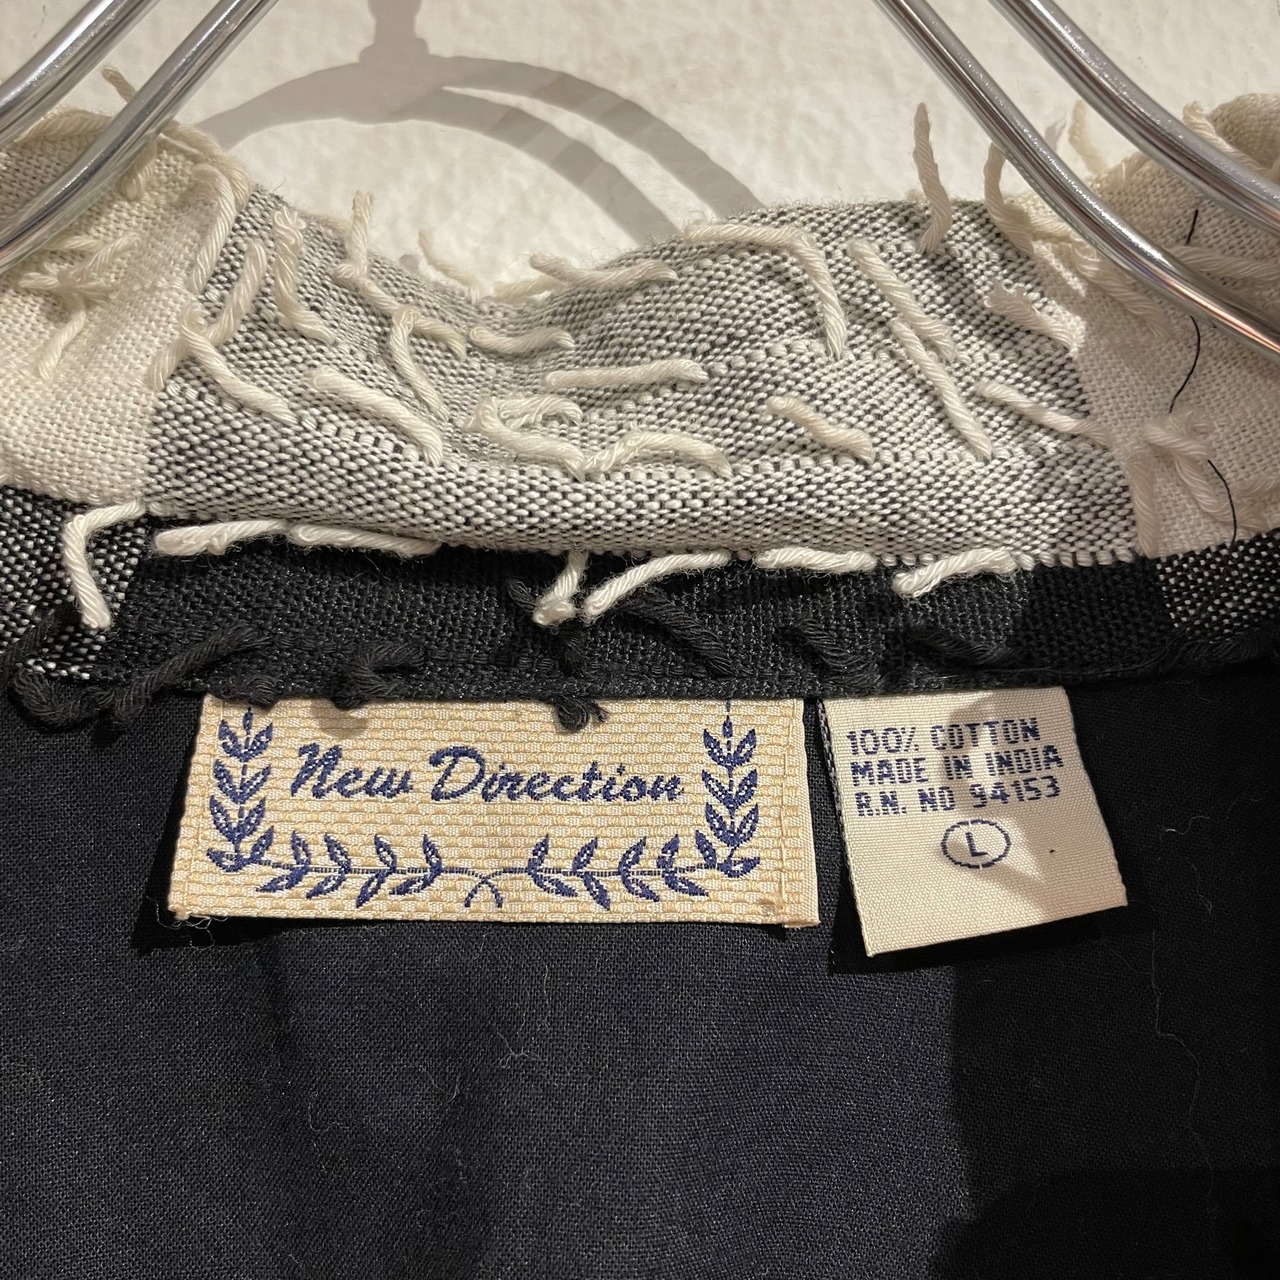 New Direction
100% COTTON
MADE IN INDIA
R.N. NO 94153
L